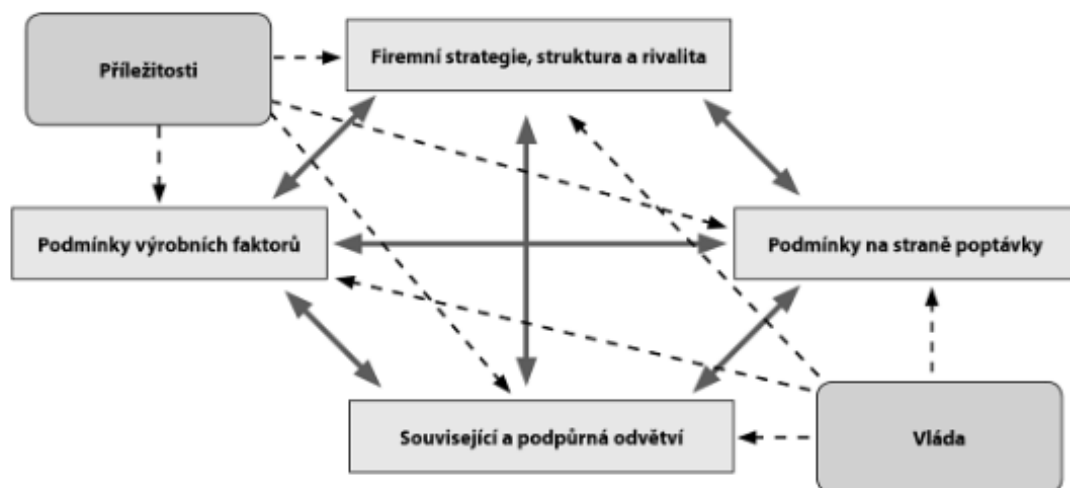 Příležitosti
Firemní strategie, struktura a rivalita
Podmínky výrobních faktorů
Podmínky na straně poptávky
Související a podpůrná odvětví
Vláda